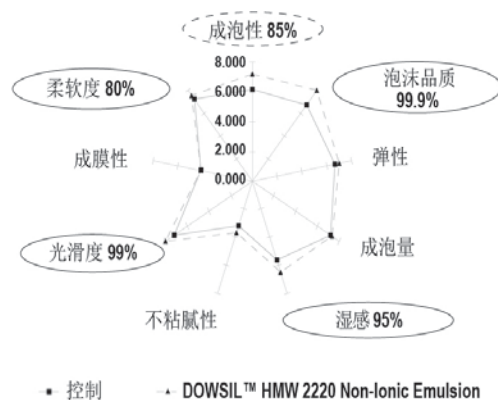 成泡性 85%
8.000
柔软度 80%
泡沫品质
99.9%
6.000
4.000
成膜性
弹性
2.000
0.000
光滑度 99%
成泡量
不粘腻性
湿感 95%
控制
DOWSIL™ HMW 2220 Non-Ionic Emulsion